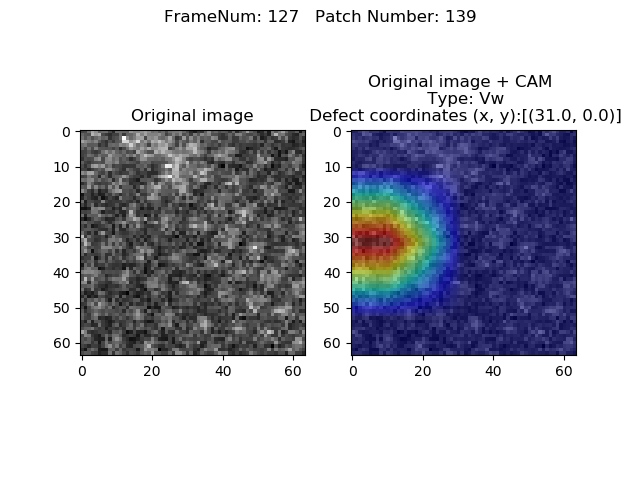 FrameNum: 127   Patch Number: 139
Original image
0
10
20
30
40
50
60
0 20 40 60
Original image + CAM
Type: Vw
Defect coordinates (x, y):[(31.0, 0.0)]
0
10
20
30
40
50
60
0 20 40 60